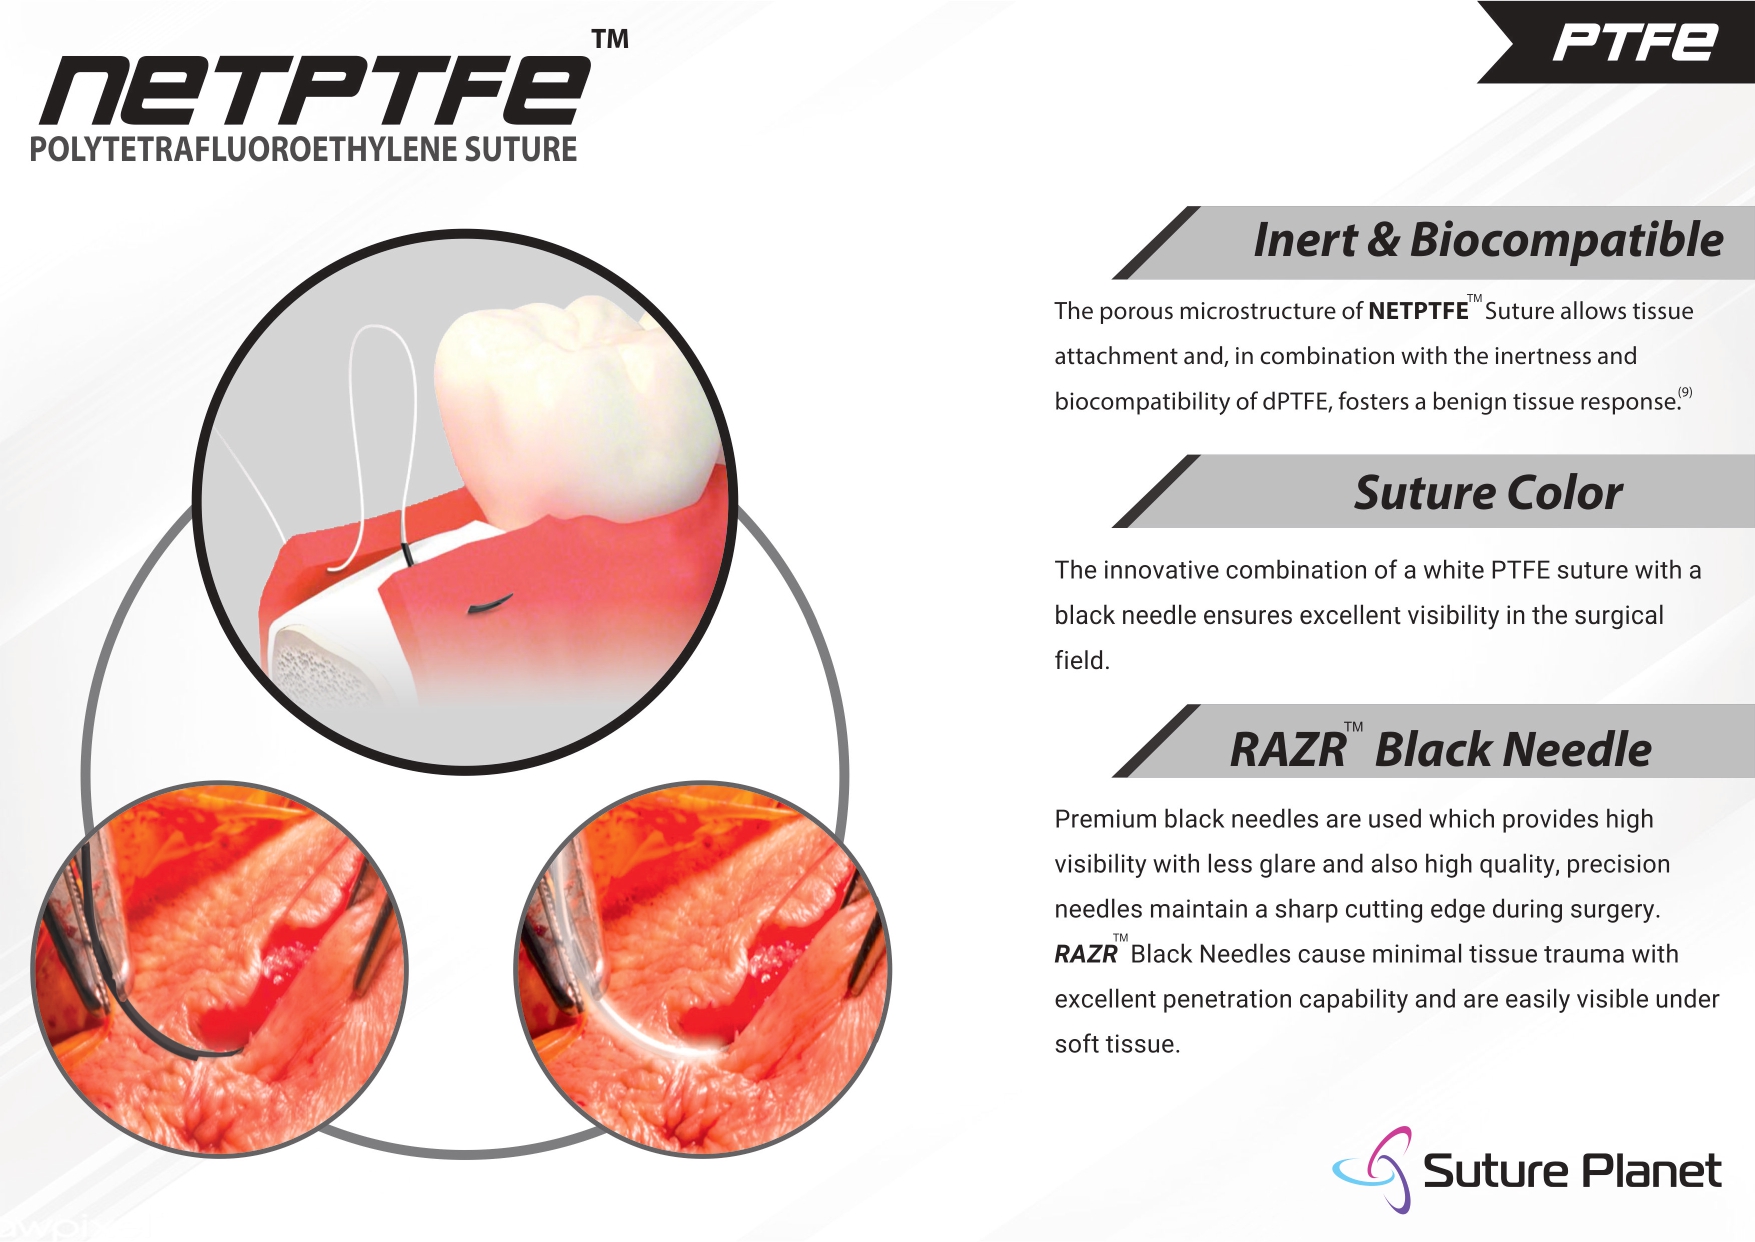 NETPTFE™
POLYTETRAFLUOROETHYLENE SUTURE
PTFE
Inert & Biocompatible
The porous microstructure of NETPTFE™ Suture allows tissue
attachment and, in combination with the inertness and
biocompatibility of dPTFE, fosters a benign tissue response.(9)
Suture Color
The innovative combination of a white PTFE suture with a
black needle ensures excellent visibility in the surgical
field.
RAZR™ Black Needle
Premium black needles are used which provides high
visibility with less glare and also high quality, precision
needles maintain a sharp cutting edge during surgery.
RAZR™ Black Needles cause minimal tissue trauma with
excellent penetration capability and are easily visible under
soft tissue.
Suture Planet